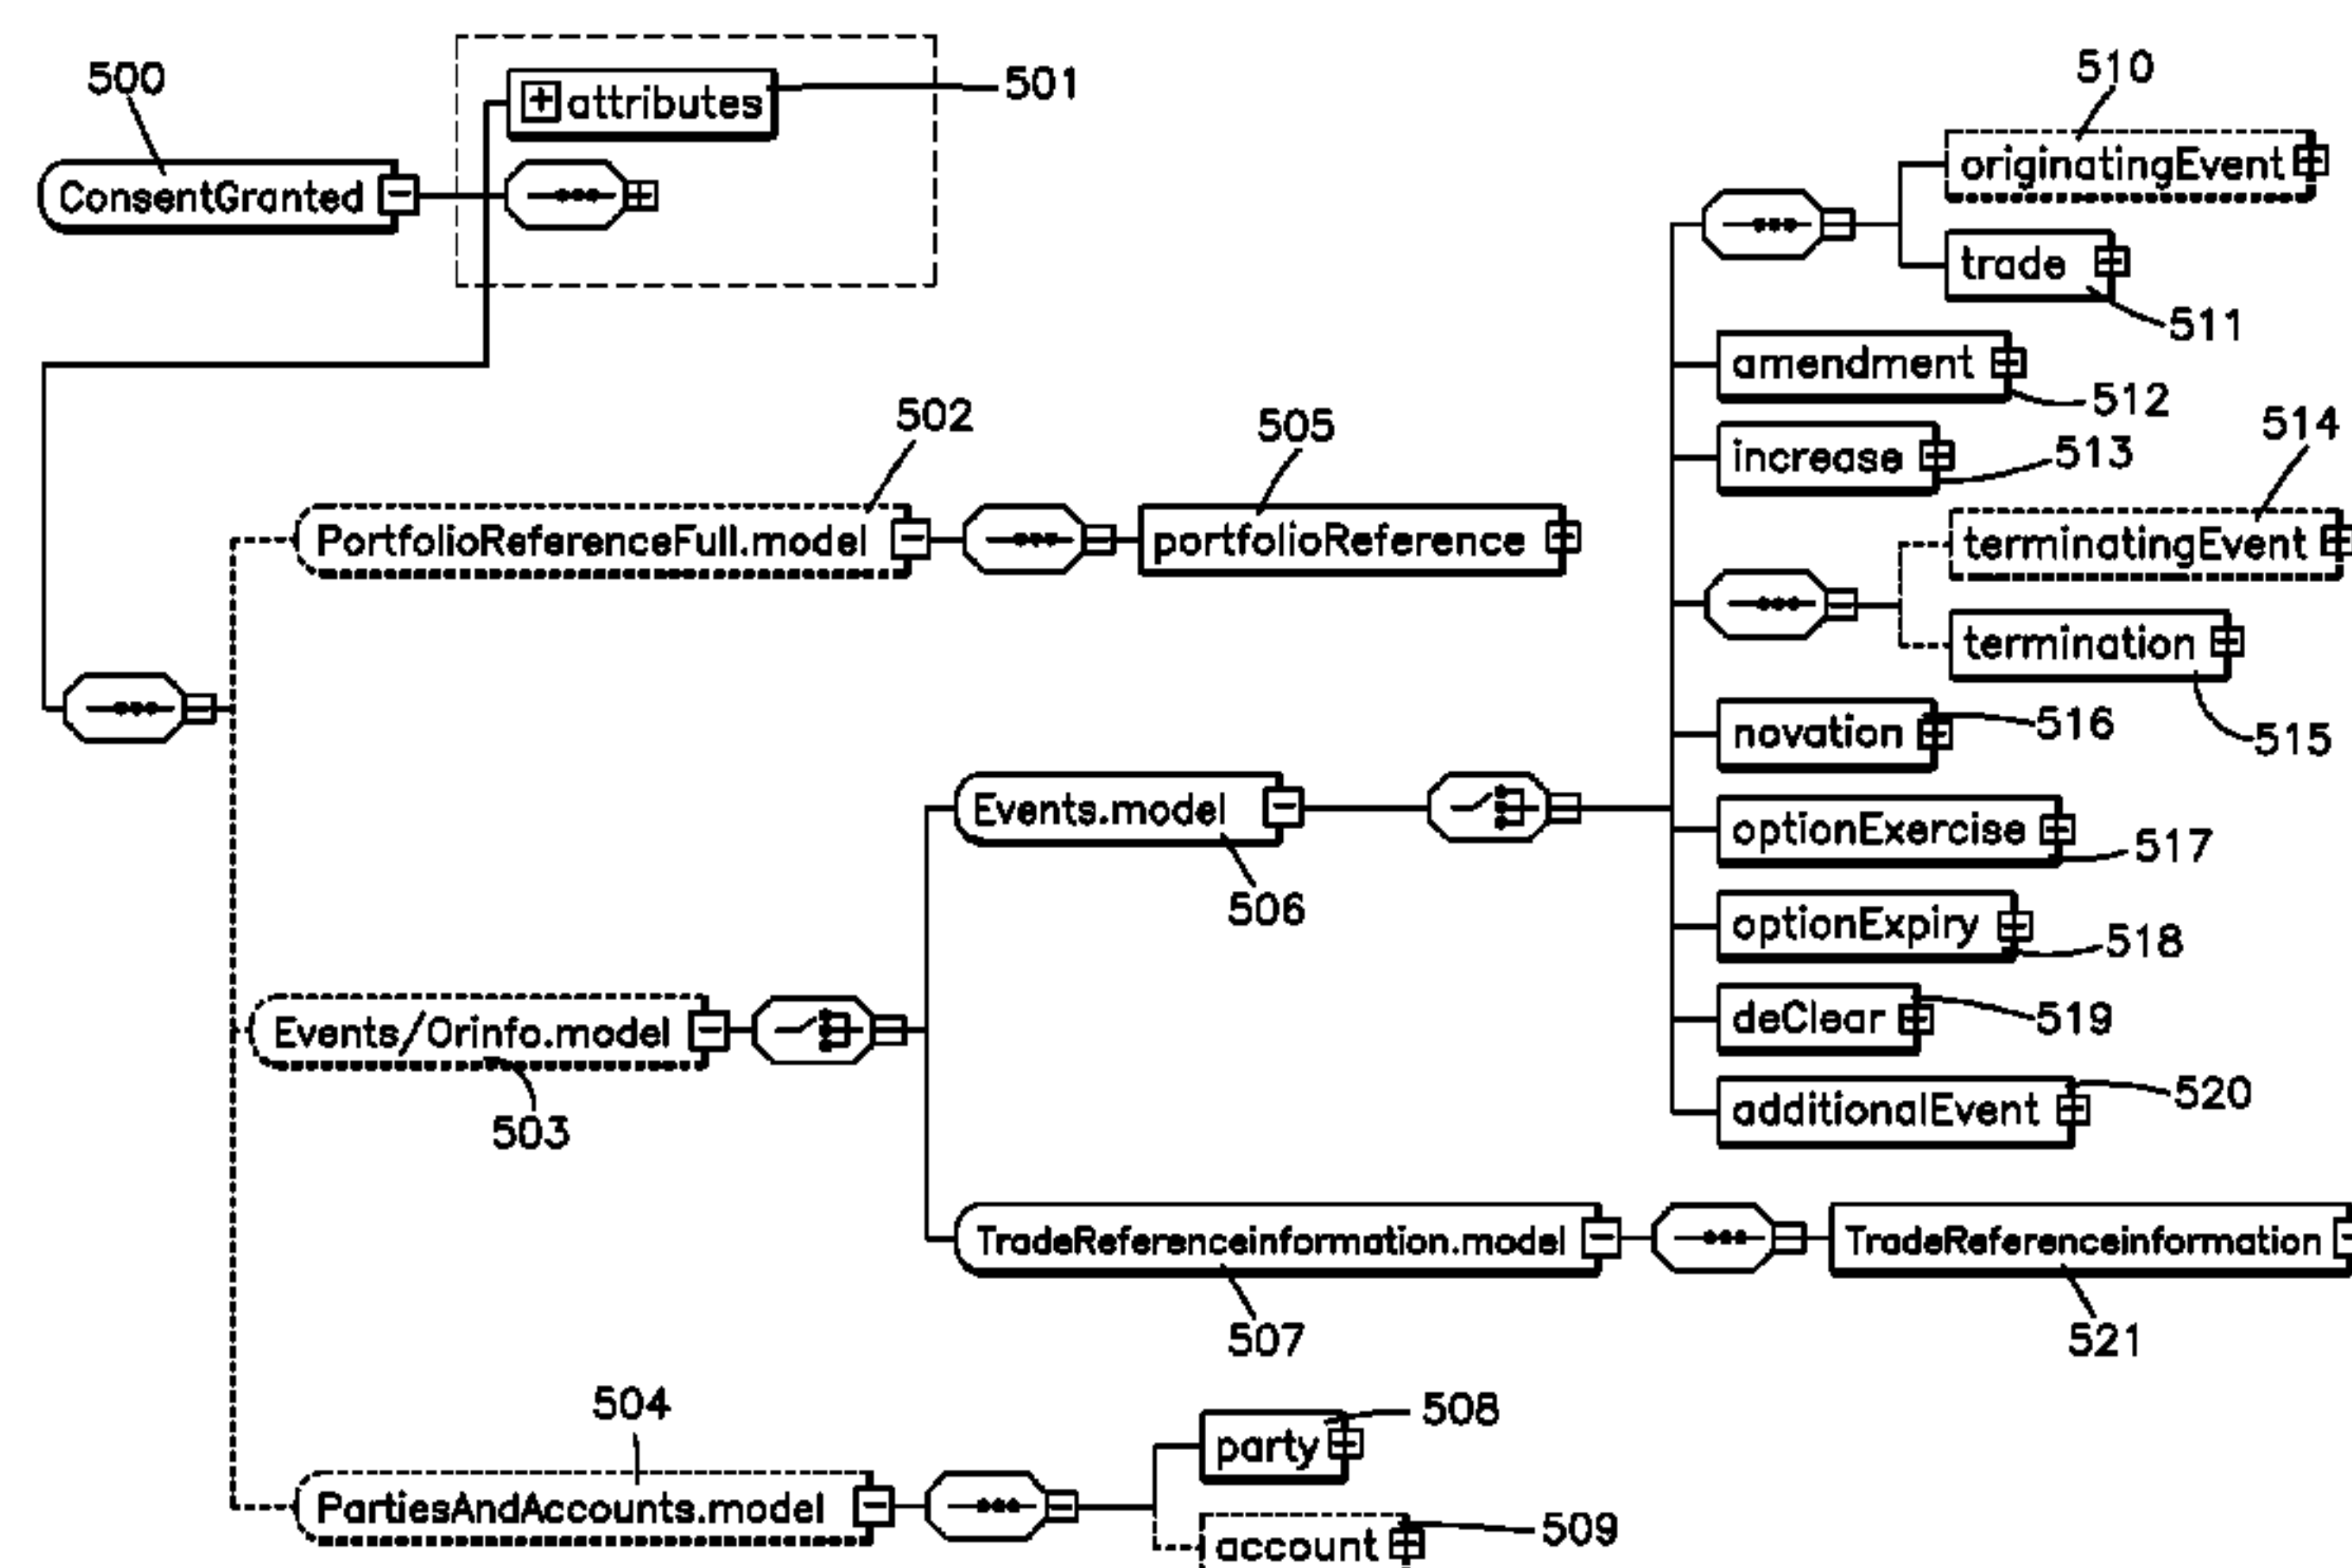 500
501
510
attributes
originatingEvent
ConsentGranted
trade
511
amendment
512
502
505
increase
513
514
PortfolioReferenceFull.model
portfolioReference
terminatingEvent
termination
515
novation
516
Events.model
optionExercise
517
506
optionExpiry
518
Events/Orinfo.model
deClear
519
503
additionalEvent
520
TradeReferenceinformation.model
TradeReferenceinformation
507
521
504
508
party
PartiesAndAccounts.model
509
account